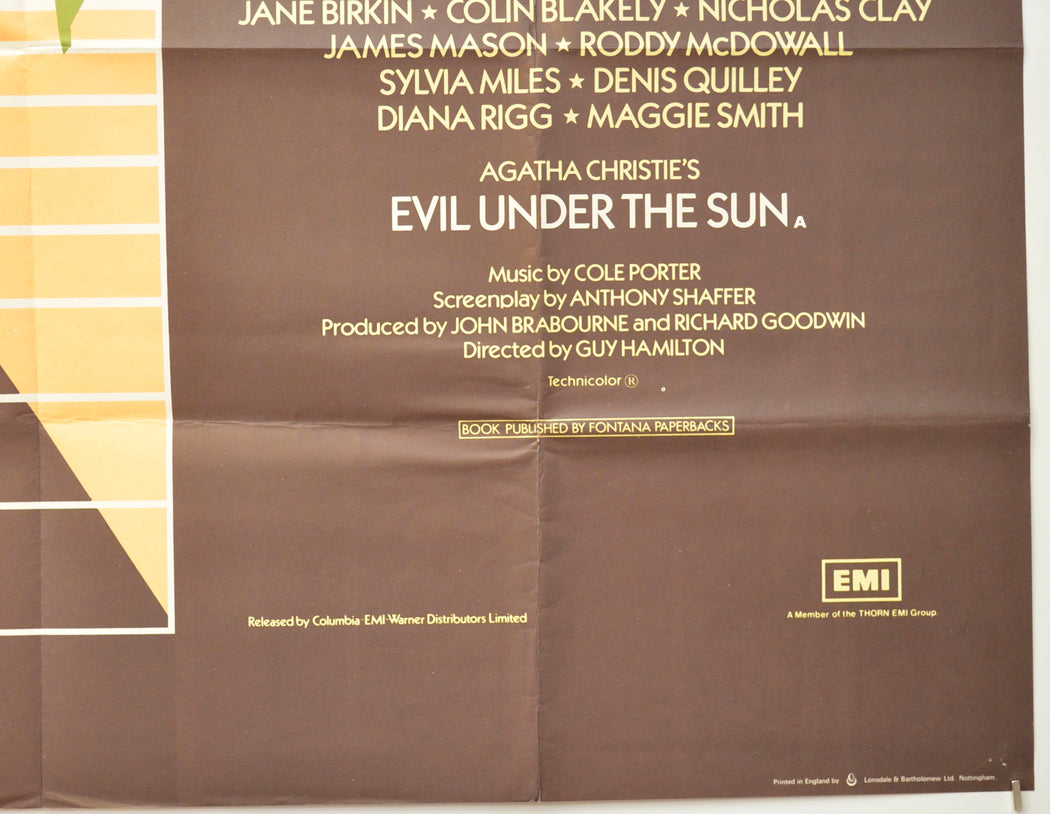 JANE BIRKIN ★ COLIN BLAKELY ★ NICHOLAS CLAY
JAMES MASON ★ RODDY McDOWALL
SYLVIA MILES ★ DENIS QUILLEY
DIANA RIGG ★ MAGGIE SMITH
AGATHA CHRISTIE'S
EVIL UNDER THE SUN A
Music by COLE PORTER
Screenplay by ANTHONY SHAFFER
Produced by JOHN BRABOURNE and RICHARD GOODWIN
Directed by GUY HAMILTON
Technicolor ®
BOOK PUBLISHED BY FONTANA PAPERBACKS
EMI
A Member of the THORN EMI Group
Released by Columbia-EMI-Warner Distributors Limited
Printed in England by Lonsdale & Bartholomew Ltd. Nottingham.